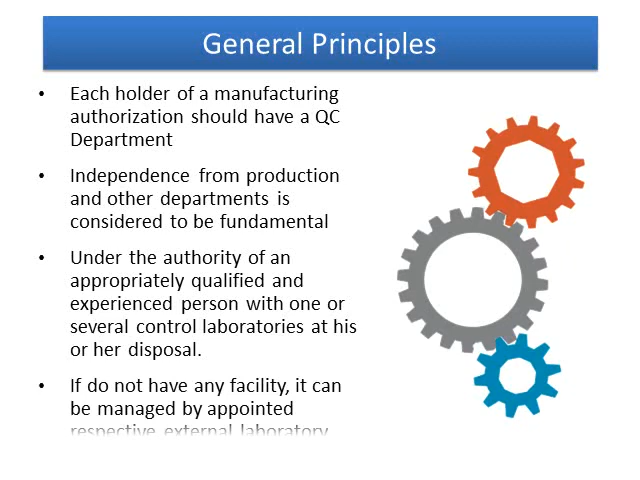 General Principles
• Each holder of a manufacturing
authorization should have a QC
Department
• Independence from production
and other departments is
considered to be fundamental
• Under the authority of an
appropriately qualified and
experienced person with one or
several control laboratories at his
or her disposal.
• If do not have any facility, it can
be managed by appointed
respective external laboratory